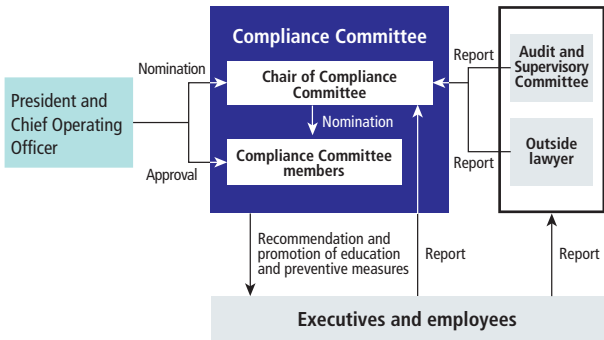 Compliance Committee
Nomination
Chair of Compliance
Committee
Report
Audit and
Supervisory
Committee
President and
Chief Operating
Officer
Nomination
Compliance Committee
members
Approval
Report
Outside
lawyer
Recommendation and
promotion of education
and preventive measures
Report
Report
Executives and employees